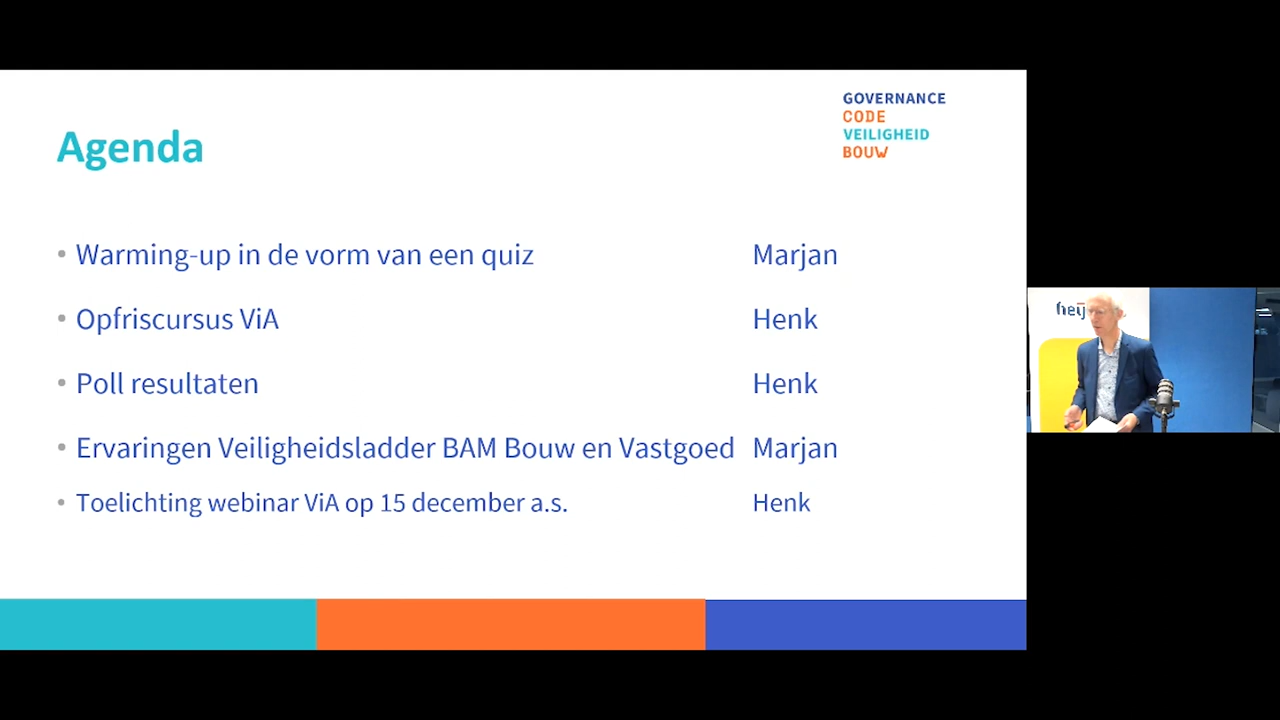 GOVERNANCE
CODE
VEILIGHEID
BOUW
Agenda
• Warming-up in de vorm van een quiz Marjan
• Opfriscursus ViA Henk
• Poll resultaten Henk
• Ervaringen Veiligheidsladder BAM Bouw en Vastgoed Marjan
• Toelichting webinar ViA op 15 december a.s. Henk